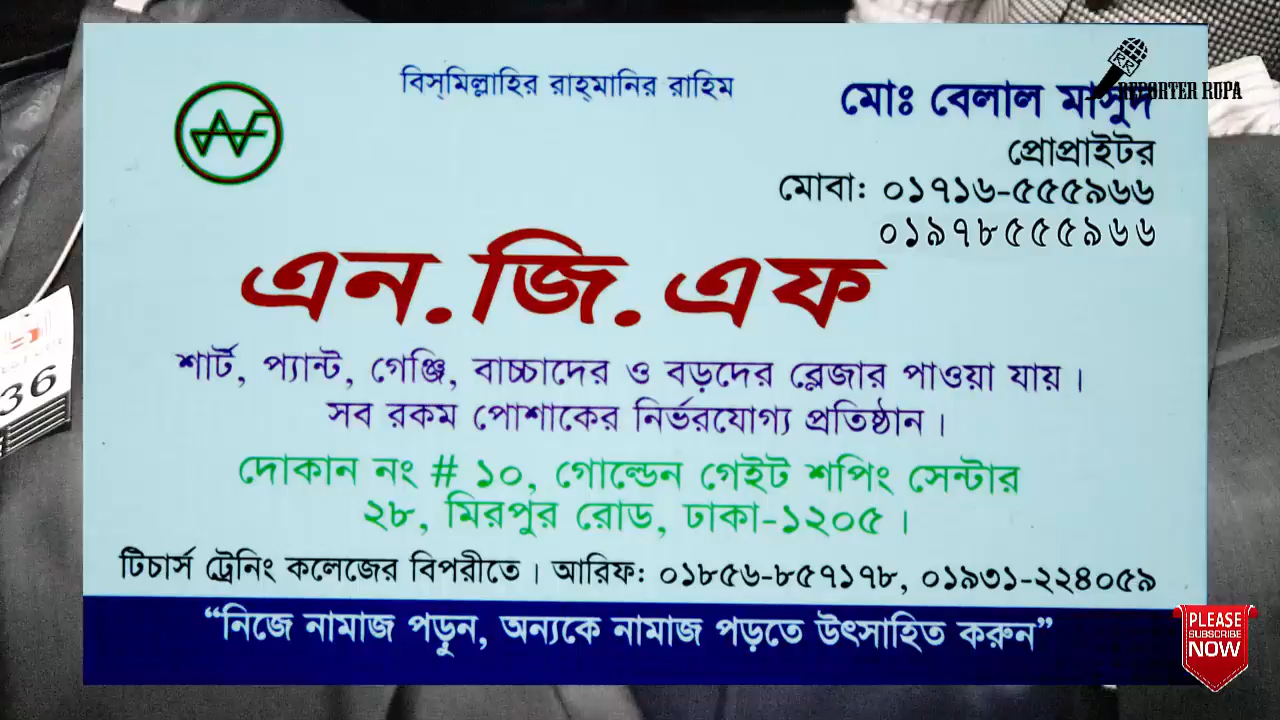 বিস্‌মিল্লাহির রাহ্‌মানির রাহিম
মোঃ বেলাল মাসুদ
REPORTER RUPA
প্রোপ্রাইটর
মোবা: ০১৭১৬-৫৫৫৯৬৬
০১৯৭৮৫৫৫৯৬৬
এন.জি.এফ
শার্ট, প্যান্ট, গেঞ্জি, বাচ্চাদের ও বড়দের ব্লেজার পাওয়া যায়।
সব রকম পোশাকের নির্ভরযোগ্য প্রতিষ্ঠান।
দোকান নং # ১০, গোল্ডেন গেইট শপিং সেন্টার
২৮, মিরপুর রোড, ঢাকা-১২০৫।
টিচার্স ট্রেনিং কলেজের বিপরীতে। আরিফ: ০১৮৫৬-৮৫৭১৭৮, ০১৯৩১-২২৪০৫৯
“নিজে নামাজ পড়ুন, অন্যকে নামাজ পড়তে উৎসাহিত করুন”
36
PLEASE
SUBSCRIBE
NOW